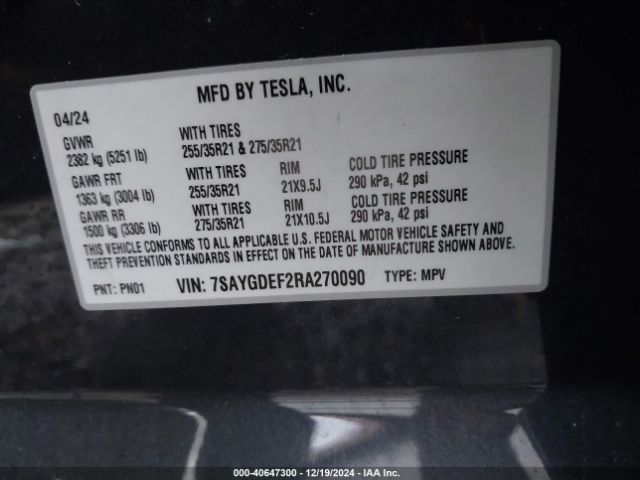 MFD BY TESLA, INC.
04/24
GVWR
2382 kg (5251 lb)
WITH TIRES
255/35R21 & 275/35R21
GAWR FRT
1363 kg (3004 lb)
WITH TIRES
255/35R21
RIM
21X9.5J
COLD TIRE PRESSURE
290 kPa, 42 psi
GAWR RR
1500 kg (3306 lb)
WITH TIRES
275/35R21
RIM
21X10.5J
COLD TIRE PRESSURE
290 kPa, 42 psi
THIS VEHICLE CONFORMS TO ALL APPLICABLE U.S. FEDERAL MOTOR VEHICLE SAFETY AND
THEFT PREVENTION STANDARDS IN EFFECT ON THE DATE OF MANUFACTURE SHOWN ABOVE.
PNT: PN01 VIN: 7SAYGDEF2RA270090 TYPE: MPV
000-40647300 - 12/19/2024 - IAA Inc.